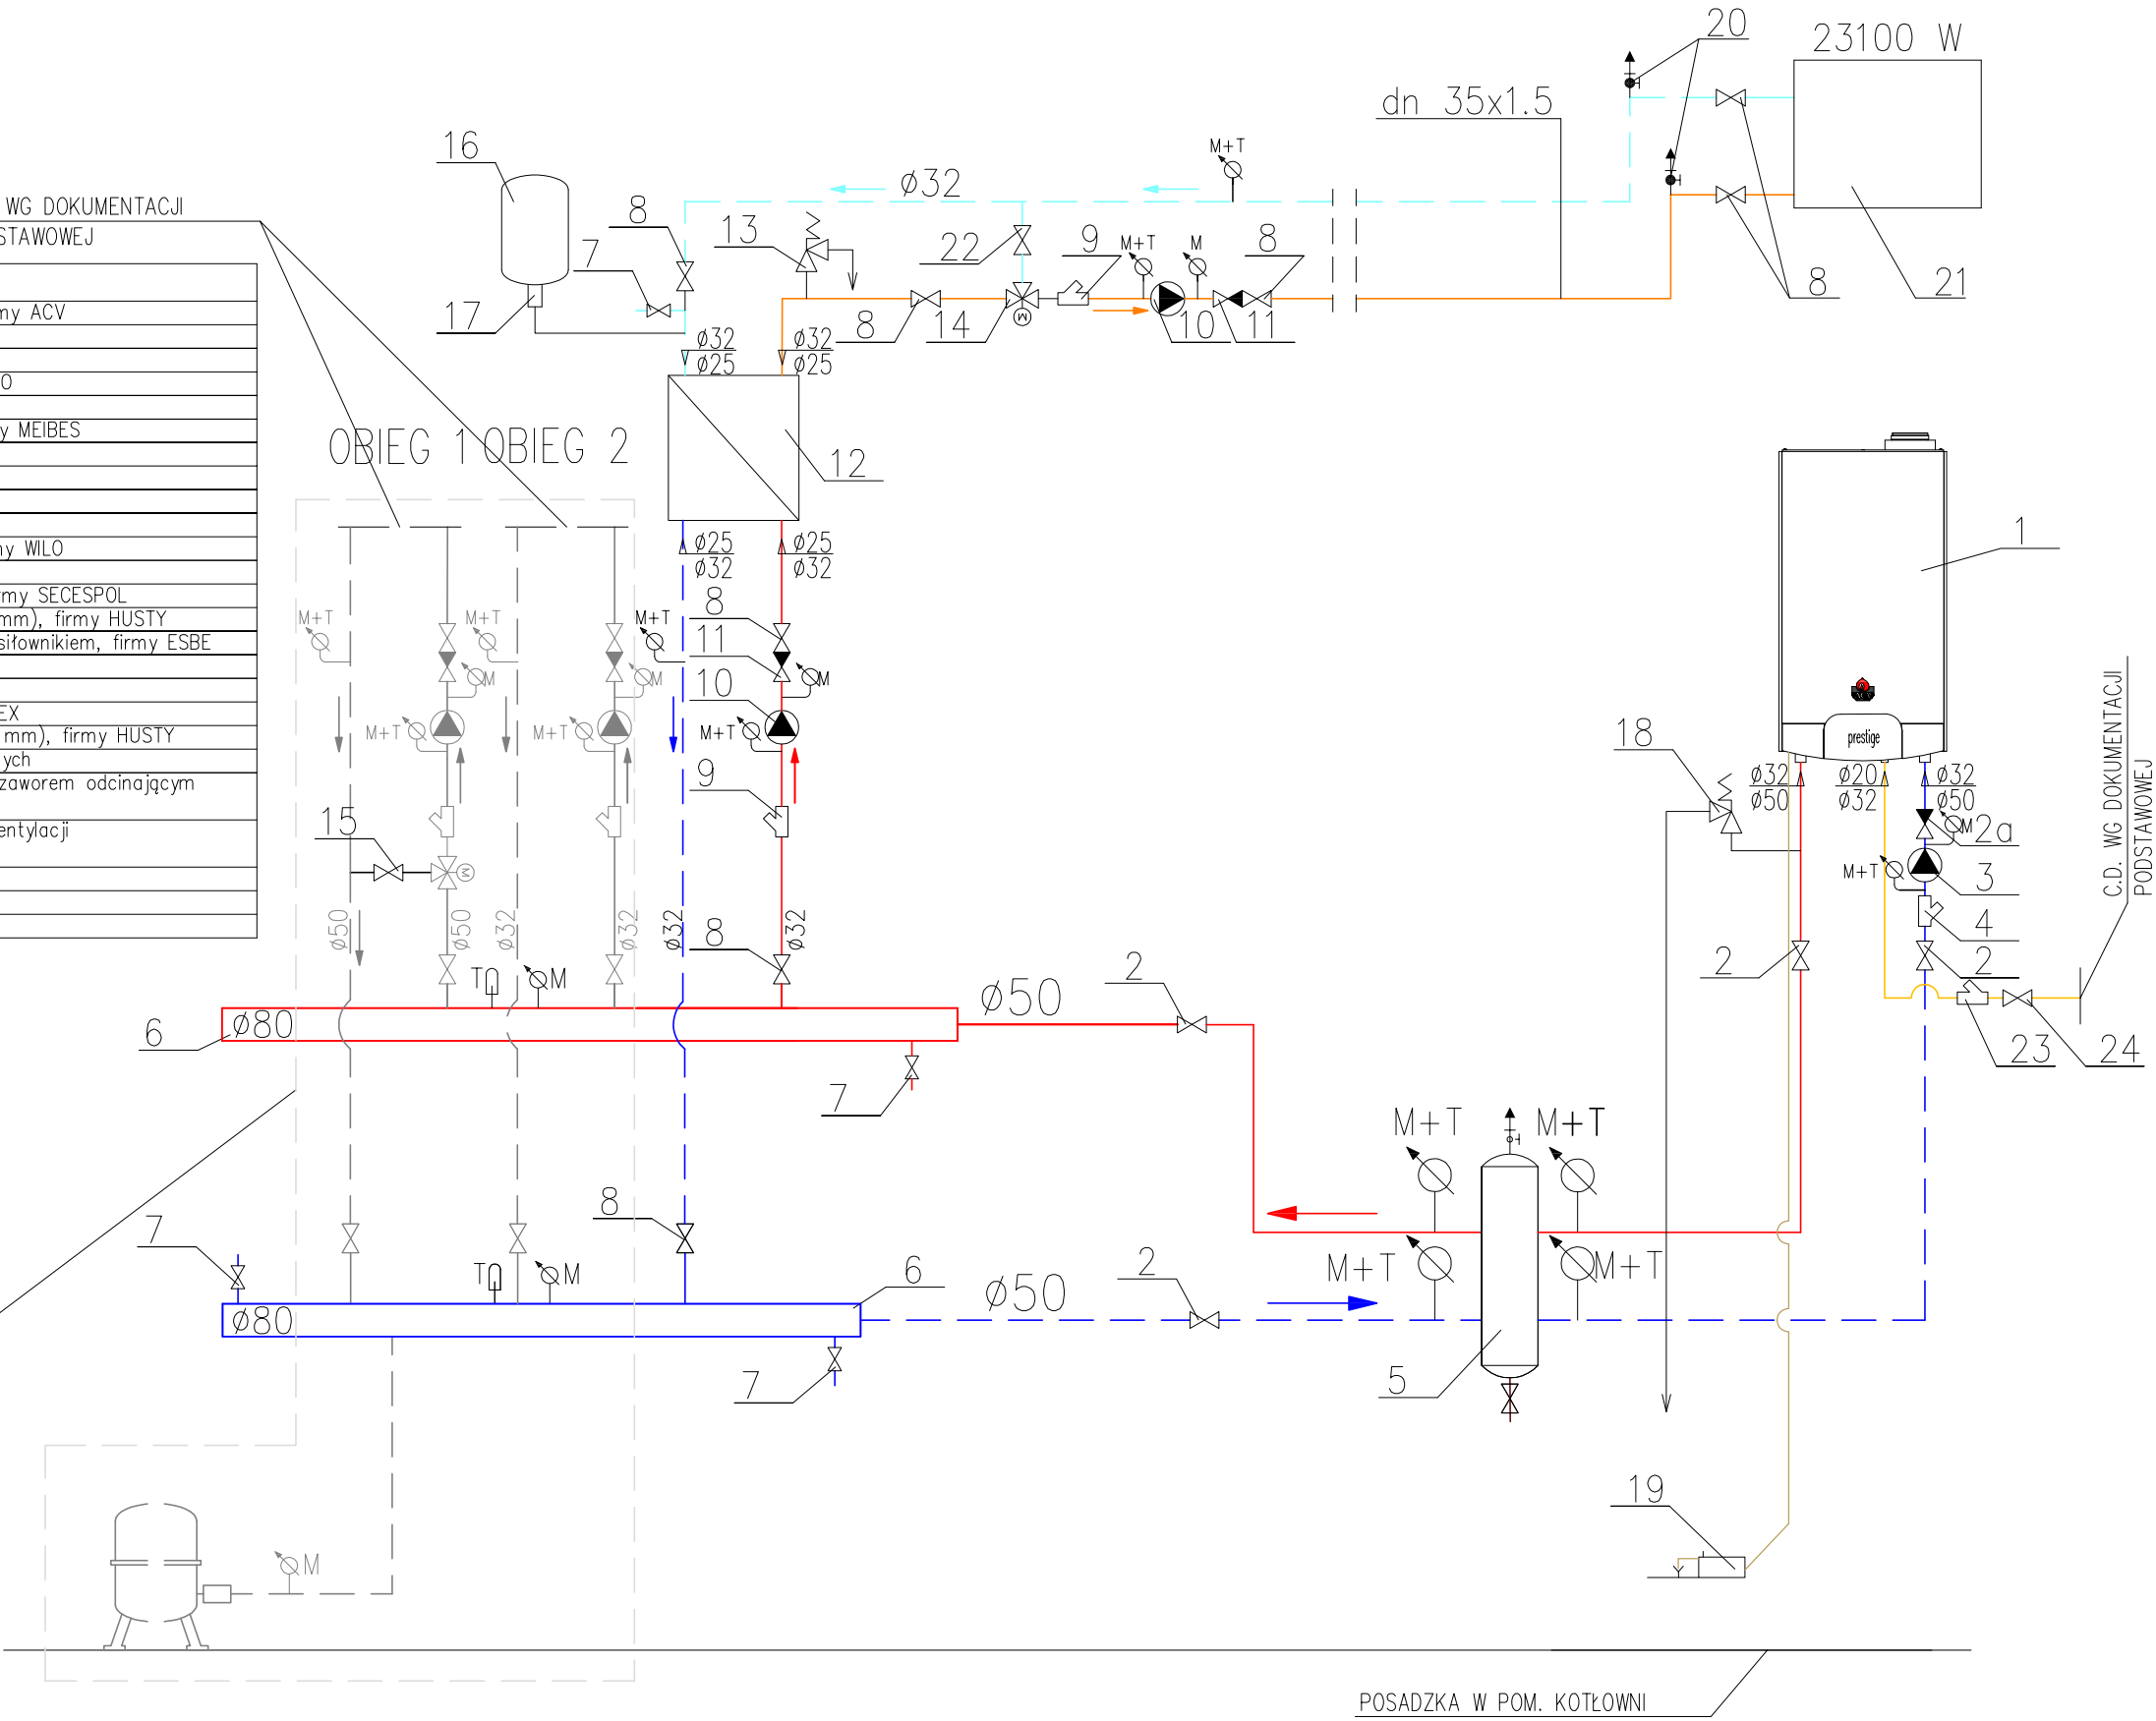 20
23100 W
dn 35x1.5
16
M+T
WG DOKUMENTACJI
8
ø32
STAWOWEJ
13
22
9
M+T
M
8
7
8
21
my ACV
17
8
14
10
11
ø32
ø25
ø32
ø25
O
y MEIBES
OBIEG 1
OBIEG 2
12
1
ø25
ø32
ø25
ø32
ny WILO
rmy SECESPOL
mm), firmy HUSTY
siłownikiem, firmy ESBE
EX
mm), firmy HUSTY
ych
zaworem odcinającym
entylacji
M+T
M+T
M+T
8
11
M
M
M
10
M+T
M+T
M+T
9
15
18
prestige
ø32
ø50
ø20
ø32
ø32
ø50
C.D. WG DOKUMENTACJI
PODSTAWOWEJ
M
2a
M+T
3
4
2
2
ø50
ø50
ø32
ø32
ø32
ø32
8
T
M
2
ø50
6
ø80
7
23
24
M+T
M+T
8
7
T
M
6
2
M+T
M+T
ø50
ø80
7
5
19
M
POSADZKA W POM. KOTŁOWNI